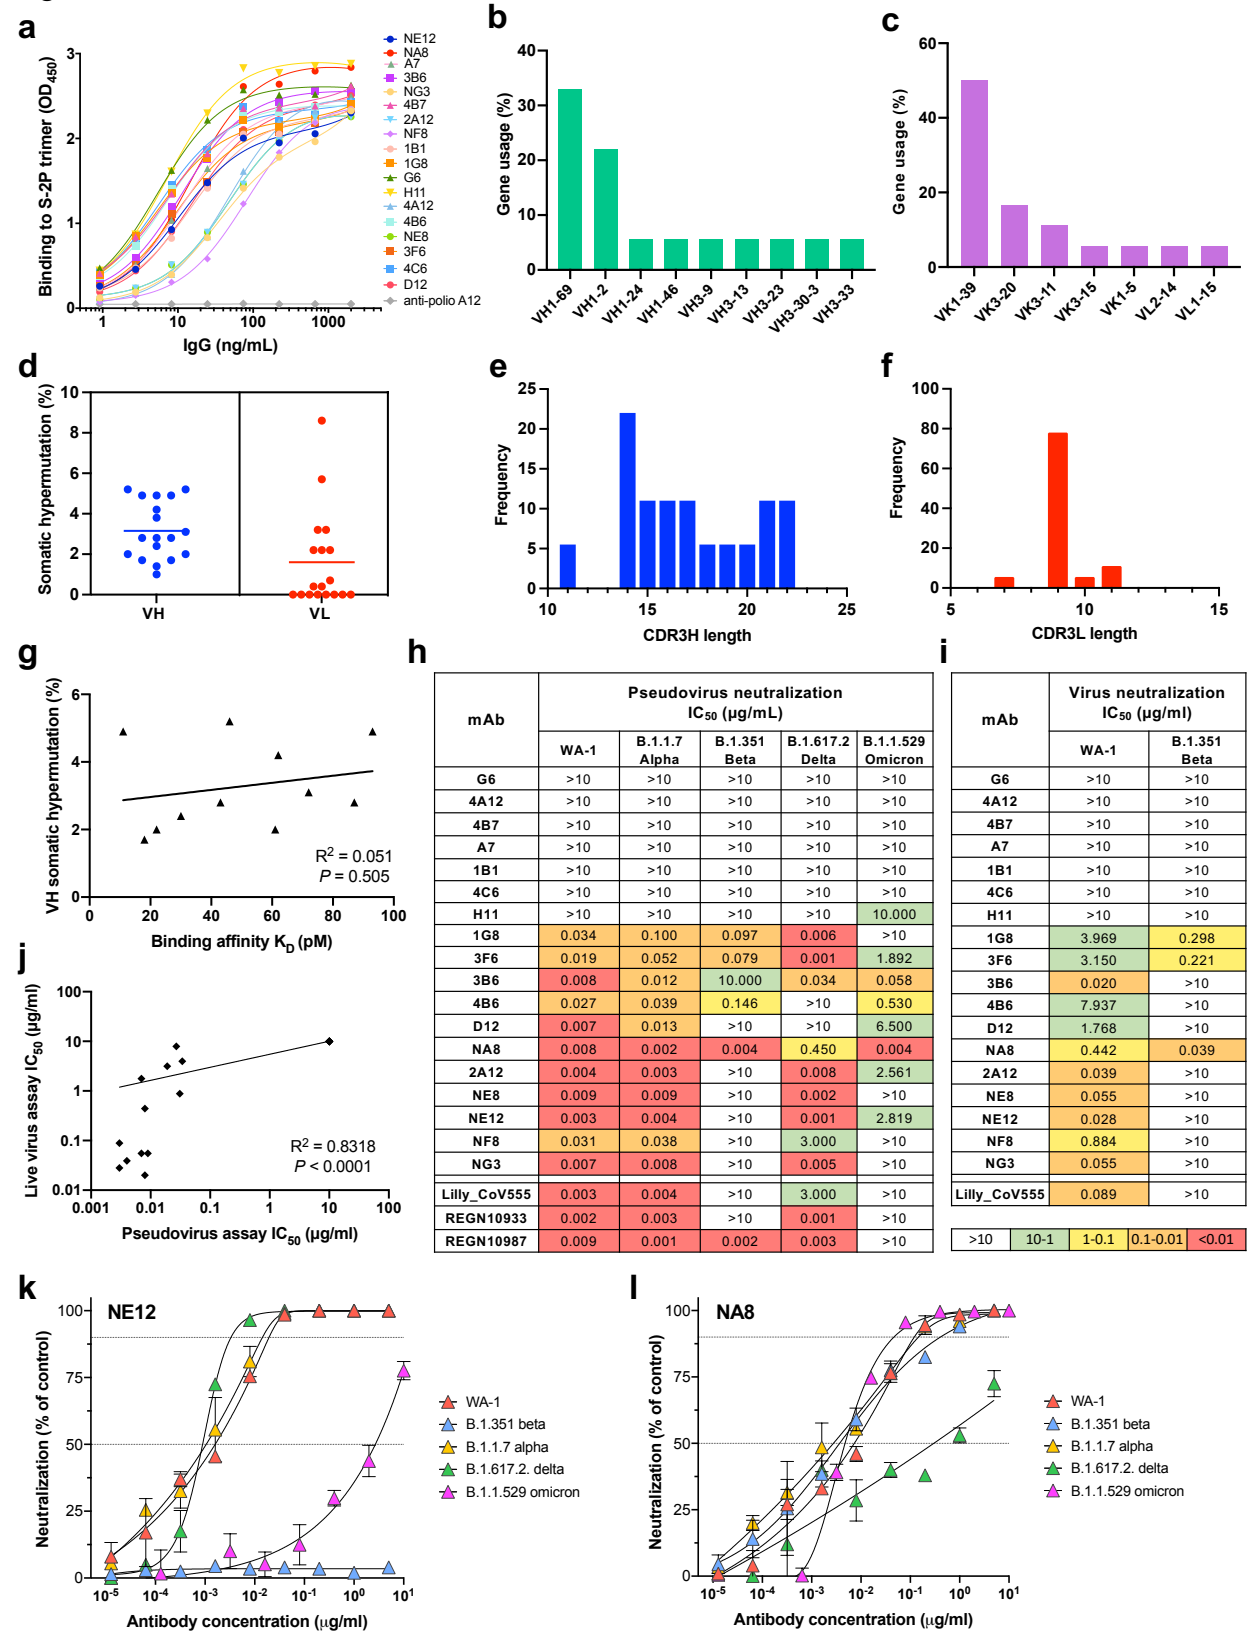 a
Binding to S-2P trimer (OD450)
3
2
1
0
1
10
100
1000
IgG (ng/mL)
NE12
NA8
A7
3B6
NG3
4B7
2A12
NF8
1B1
1G8
G6
H11
4A12
4B6
NE8
3F6
4C6
D12
anti-polio A12
b
Gene usage (%)
40
30
20
10
0
VH1-69
VH1-2
VH1-24
VH1-46
VH3-9
VH3-13
VH3-23
VH3-30-3
VH3-33
c
Gene usage (%)
60
40
20
0
VK1-39
VK3-20
VK3-11
VK3-15
VK1-5
VL2-14
VL1-15
d
Somatic hypermutation (%)
10
8
6
4
2
0
VH
VL
e
Frequency
25
20
15
10
5
0
10
15
20
25
CDR3H length
f
Frequency
100
80
60
40
20
0
5
10
15
CDR3L length
g
VH somatic hypermutation (%)
6
4
2
0
0
20
40
60
80
100
R2 = 0.051
P = 0.505
Binding affinity KD (pM)
h
mAb
Pseudovirus neutralization
IC50 (µg/mL)
WA-1 B.1.1.7 Alpha B.1.351 Beta B.1.617.2 Delta B.1.1.529 Omicron
G6 >10 >10 >10 >10 >10
4A12 >10 >10 >10 >10 >10
4B7 >10 >10 >10 >10 >10
A7 >10 >10 >10 >10 >10
1B1 >10 >10 >10 >10 >10
4C6 >10 >10 >10 >10 >10
H11 >10 >10 >10 >10 10.000
1G8 0.034 0.100 0.097 0.006 >10
3F6 0.019 0.052 0.079 0.001 1.892
3B6 0.008 0.012 10.000 0.034 0.058
4B6 0.027 0.039 0.146 >10 0.530
D12 0.007 0.013 >10 >10 6.500
NA8 0.008 0.002 0.004 0.450 0.004
2A12 0.004 0.003 >10 0.008 2.561
NE8 0.009 0.009 >10 0.002 >10
NE12 0.003 0.004 >10 0.001 2.819
NF8 0.031 0.038 >10 3.000 >10
NG3 0.007 0.008 >10 0.005 >10
Lilly_CoV555 0.003 0.004 >10 3.000 >10
REGN10933 0.002 0.003 >10 0.001 >10
REGN10987 0.009 0.001 0.002 0.003 >10
i
mAb
Virus neutralization
IC50 (µg/ml)
WA-1 B.1.351 Beta
G6 >10 >10
4A12 >10 >10
4B7 >10 >10
A7 >10 >10
1B1 >10 >10
4C6 >10 >10
H11 >10 >10
1G8 3.969 0.298
3F6 3.150 0.221
3B6 0.020 >10
4B6 7.937 >10
D12 1.768 >10
NA8 0.442 0.039
2A12 0.039 >10
NE8 0.055 >10
NE12 0.028 >10
NF8 0.884 >10
NG3 0.055 >10
Lilly_CoV555 0.089 >10
>10 10-1 1-0.1 0.1-0.01 <0.01
j
Live virus assay IC50 (µg/ml)
100
10
1
0.1
0.01
0.001
0.01
0.1
1
10
100
R2 = 0.8318
P < 0.0001
Pseudovirus assay IC50 (µg/ml)
k
NE12
Neutralization (% of control)
100
75
50
25
0
10-5
10-4
10-3
10-2
10-1
100
101
Antibody concentration (µg/ml)
WA-1
B.1.351 beta
B.1.1.7 alpha
B.1.617.2. delta
B.1.1.529 omicron
l
NA8
Neutralization (% of control)
100
75
50
25
0
10-5
10-4
10-3
10-2
10-1
100
101
Antibody concentration (µg/ml)
WA-1
B.1.351 beta
B.1.1.7 alpha
B.1.617.2. delta
B.1.1.529 omicron